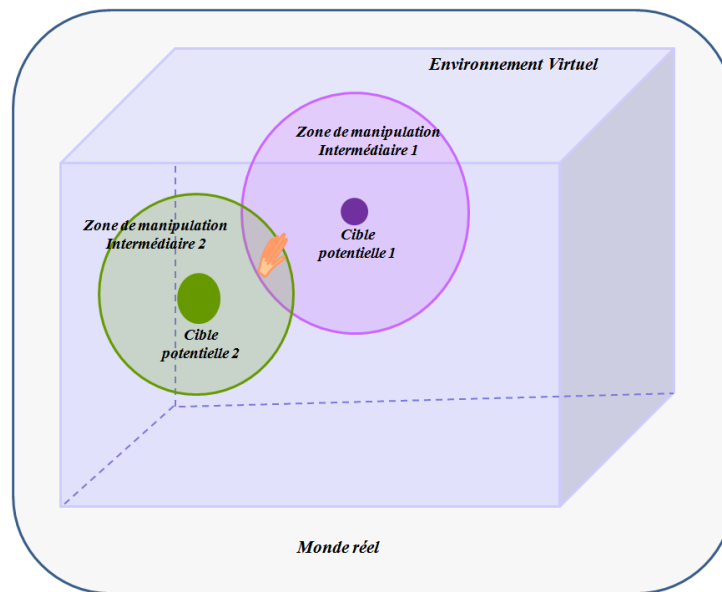 Environnement Virtuel
Zone de manipulation
Intermédiaire 1
Cible
potentielle 1
Zone de manipulation
Intermédiaire 2
Cible
potentielle 2
Monde réel